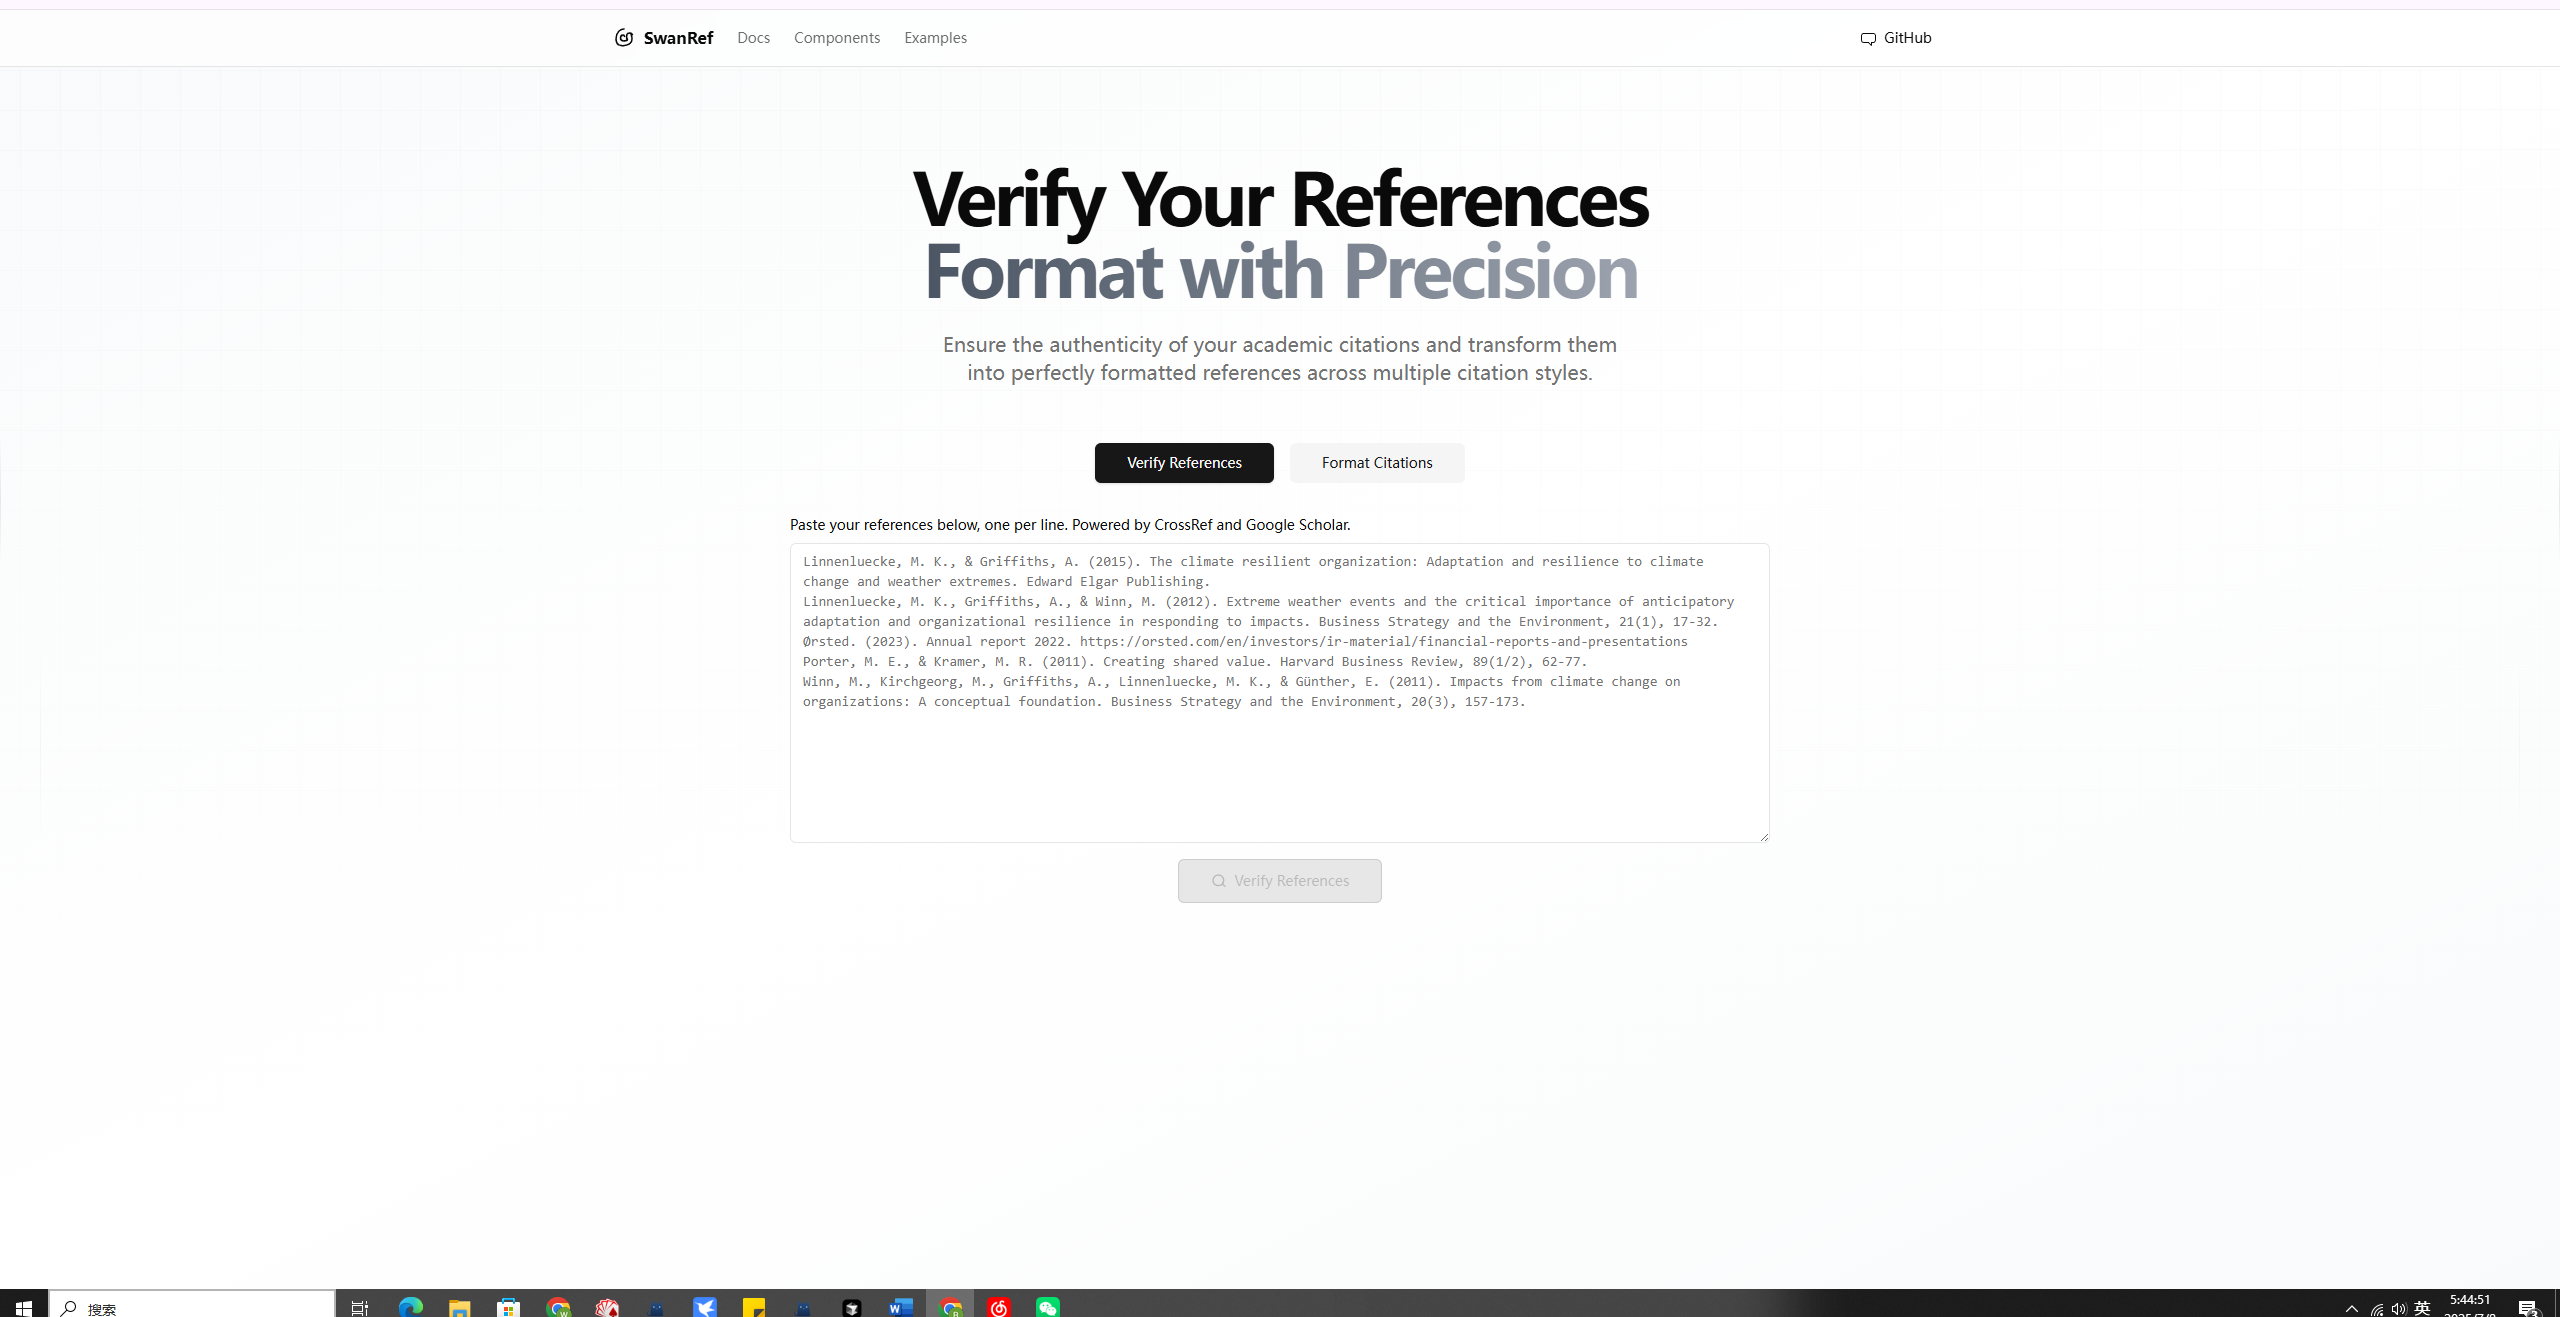 SwanRef Docs Components Examples GitHub
Verify Your References
Format with Precision
Ensure the authenticity of your academic citations and transform them
into perfectly formatted references across multiple citation styles.
Verify References Format Citations
Paste your references below, one per line. Powered by CrossRef and Google Scholar.
Linnenluecke, M. K., & Griffiths, A. (2015). The climate resilient organization: Adaptation and resilience to climate
change and weather extremes. Edward Elgar Publishing.
Linnenluecke, M. K., Griffiths, A., & Winn, M. (2012). Extreme weather events and the critical importance of anticipatory
adaptation and organizational resilience in responding to impacts. Business Strategy and the Environment, 21(1), 17-32.
Ørsted. (2023). Annual report 2022. https://orsted.com/en/investors/ir-material/financial-reports-and-presentations
Porter, M. E., & Kramer, M. R. (2011). Creating shared value. Harvard Business Review, 89(1/2), 62-77.
Winn, M., Kirchgeorg, M., Griffiths, A., Linnenluecke, M. K., & Günther, E. (2011). Impacts from climate change on
organizations: A conceptual foundation. Business Strategy and the Environment, 20(3), 157-173.
Verify References
搜索
英 5:44:51